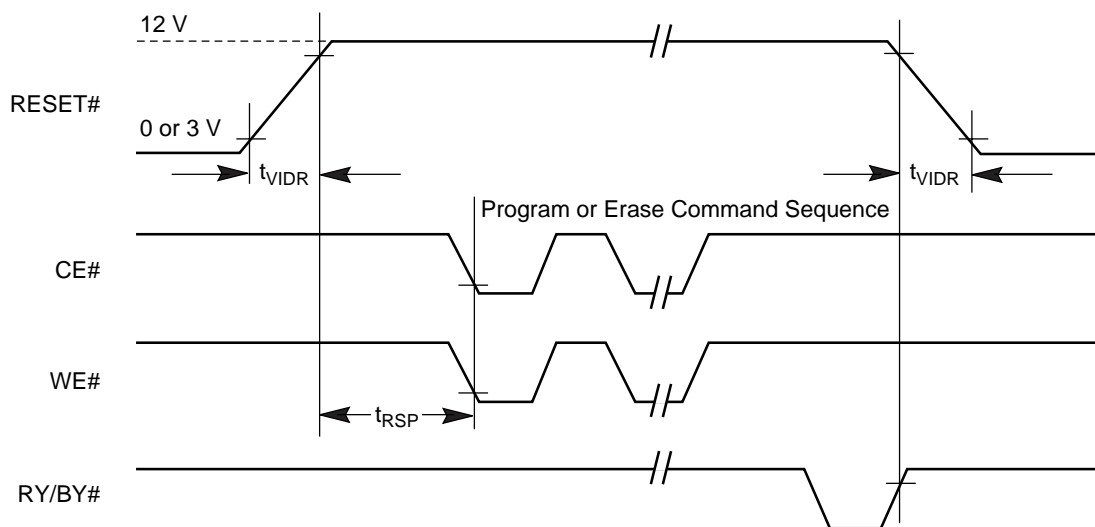 12 V
RESET#
0 or 3 V
tVIDR
tVIDR
Program or Erase Command Sequence
CE#
WE#
tRSP
RY/BY#